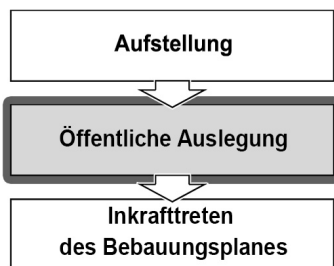 Aufstellung
Öffentliche Auslegung
Inkrafttreten
des Bebauungsplanes